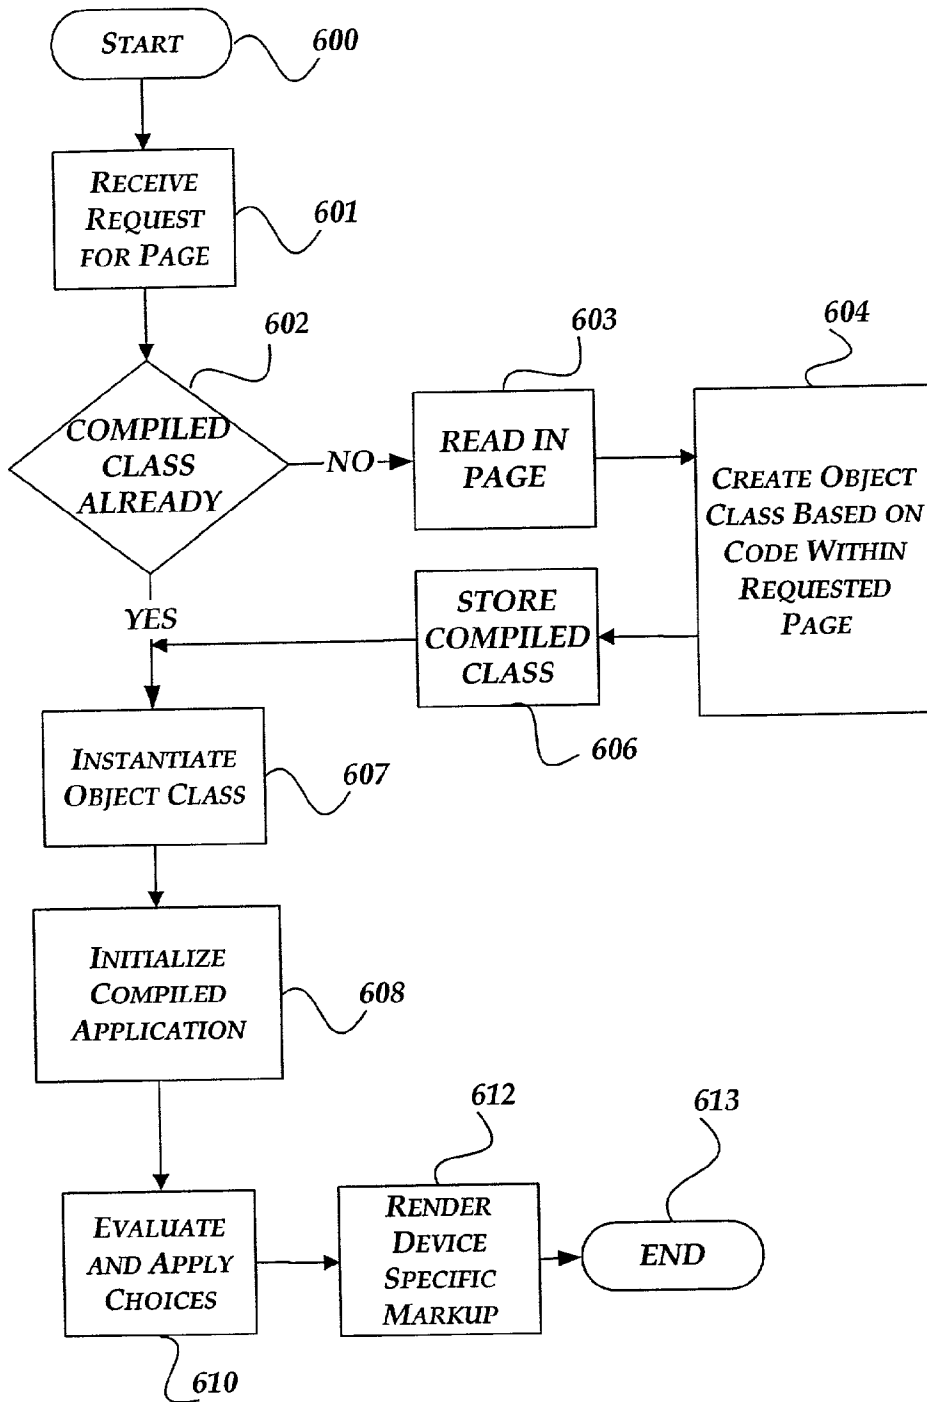 START
600
RECEIVE
REQUEST
FOR PAGE
601
602
COMPILED
CLASS
ALREADY
NO
603
READ IN
PAGE
604
CREATE OBJECT
CLASS BASED ON
CODE WITHIN
REQUESTED
PAGE
YES
STORE
COMPILED
CLASS
606
INSTANTIATE
OBJECT CLASS
607
INITIALIZE
COMPILED
APPLICATION
608
EVALUATE
AND APPLY
CHOICES
610
612
RENDER
DEVICE
SPECIFIC
MARKUP
613
END